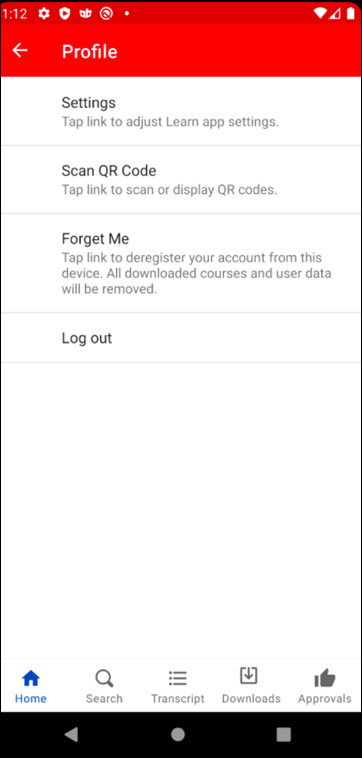 1:12
Profile
Settings
Tap link to adjust Learn app settings.
Scan QR Code
Tap link to scan or display QR codes.
Forget Me
Tap link to deregister your account from this
device. All downloaded courses and user data
will be removed.
Log out
Home Search Transcript Downloads Approvals